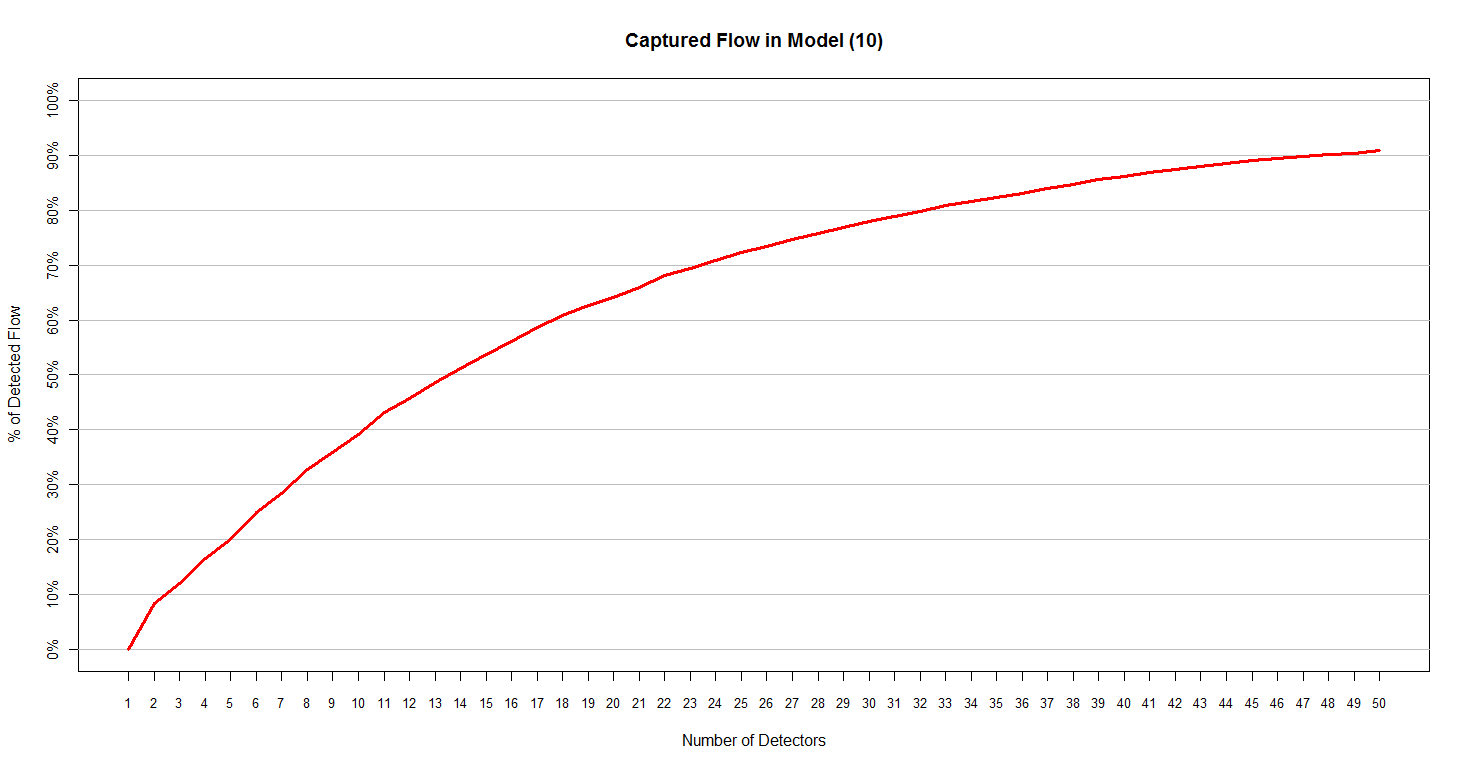 Captured Flow in Model (10)
% of Detected Flow
100%
90%
80%
70%
60%
50%
40%
30%
20%
10%
0%
1 2 3 4 5 6 7 8 9 10 11 12 13 14 15 16 17 18 19 20 21 22 23 24 25 26 27 28 29 30 31 32 33 34 35 36 37 38 39 40 41 42 43 44 45 46 47 48 49 50
Number of Detectors